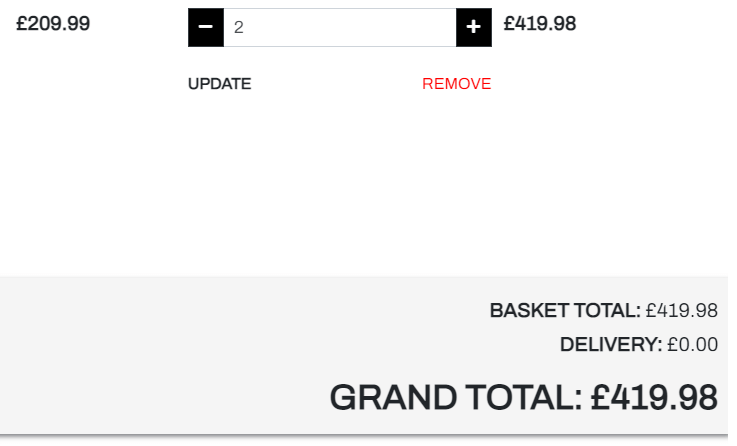 £209.99 − 2 + £419.98
UPDATE REMOVE
BASKET TOTAL: £419.98
DELIVERY: £0.00
GRAND TOTAL: £419.98